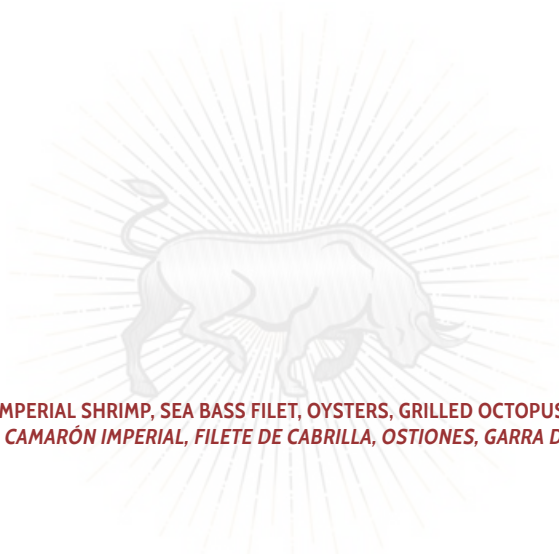 MPERIAL SHRIMP, SEA BASS FILET, OYSTERS, GRILLED OCTOPUS
CAMARÓN IMPERIAL, FILETE DE CABRILLA, OSTIONES, GARRA D